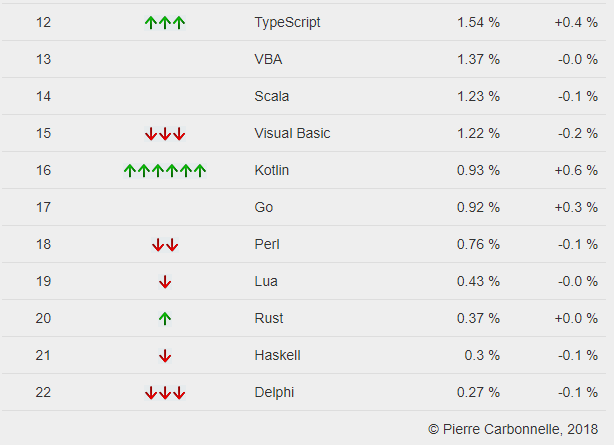 12 ↑↑↑ TypeScript 1.54 % +0.4 %
13 VBA 1.37 % -0.0 %
14 Scala 1.23 % -0.1 %
15 ↓↓↓ Visual Basic 1.22 % -0.2 %
16 ↑↑↑↑↑↑ Kotlin 0.93 % +0.6 %
17 Go 0.92 % +0.3 %
18 ↓↓ Perl 0.76 % -0.1 %
19 ↓ Lua 0.43 % -0.0 %
20 ↑ Rust 0.37 % +0.0 %
21 ↓ Haskell 0.3 % -0.1 %
22 ↓↓↓ Delphi 0.27 % -0.1 %
© Pierre Carbonnelle, 2018